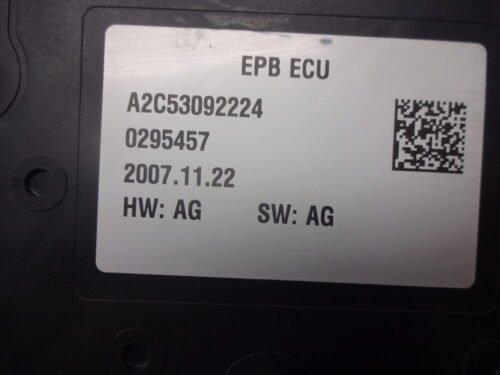 EPB ECU
A2C53092224
0295457
2007.11.22
HW: AG SW: AG